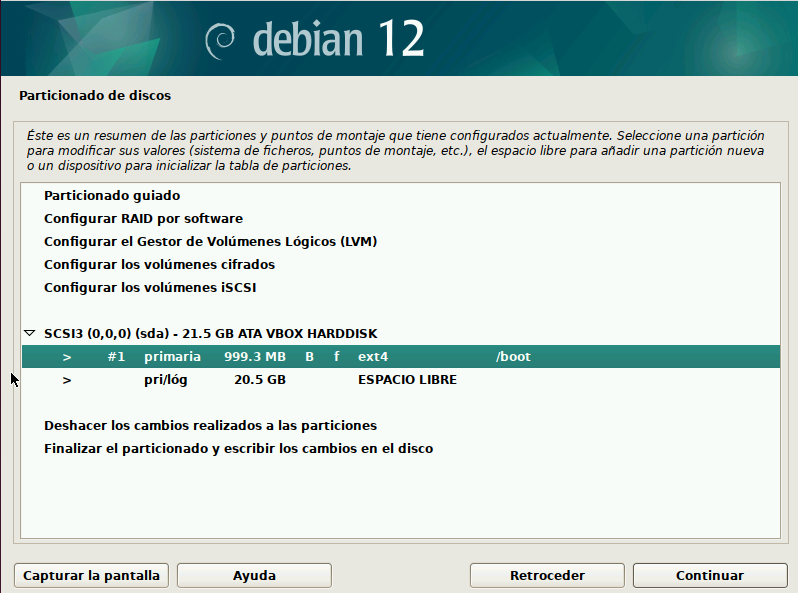 debian 12
Particionado de discos
Éste es un resumen de las particiones y puntos de montaje que tiene configurados actualmente. Seleccione una partición
para modificar sus valores (sistema de ficheros, puntos de montaje, etc.), el espacio libre para añadir una partición nueva
o un dispositivo para inicializar la tabla de particiones.
Particionado guiado
Configurar RAID por software
Configurar el Gestor de Volúmenes Lógicos (LVM)
Configurar los volúmenes cifrados
Configurar los volúmenes iSCSI
SCSI3 (0,0,0) (sda) - 21.5 GB ATA VBOX HARDDISK
> #1 primaria 999.3 MB B f ext4 /boot
> pri/lóg 20.5 GB ESPACIO LIBRE
Deshacer los cambios realizados a las particiones
Finalizar el particionado y escribir los cambios en el disco
Capturar la pantalla Ayuda Retroceder Continuar